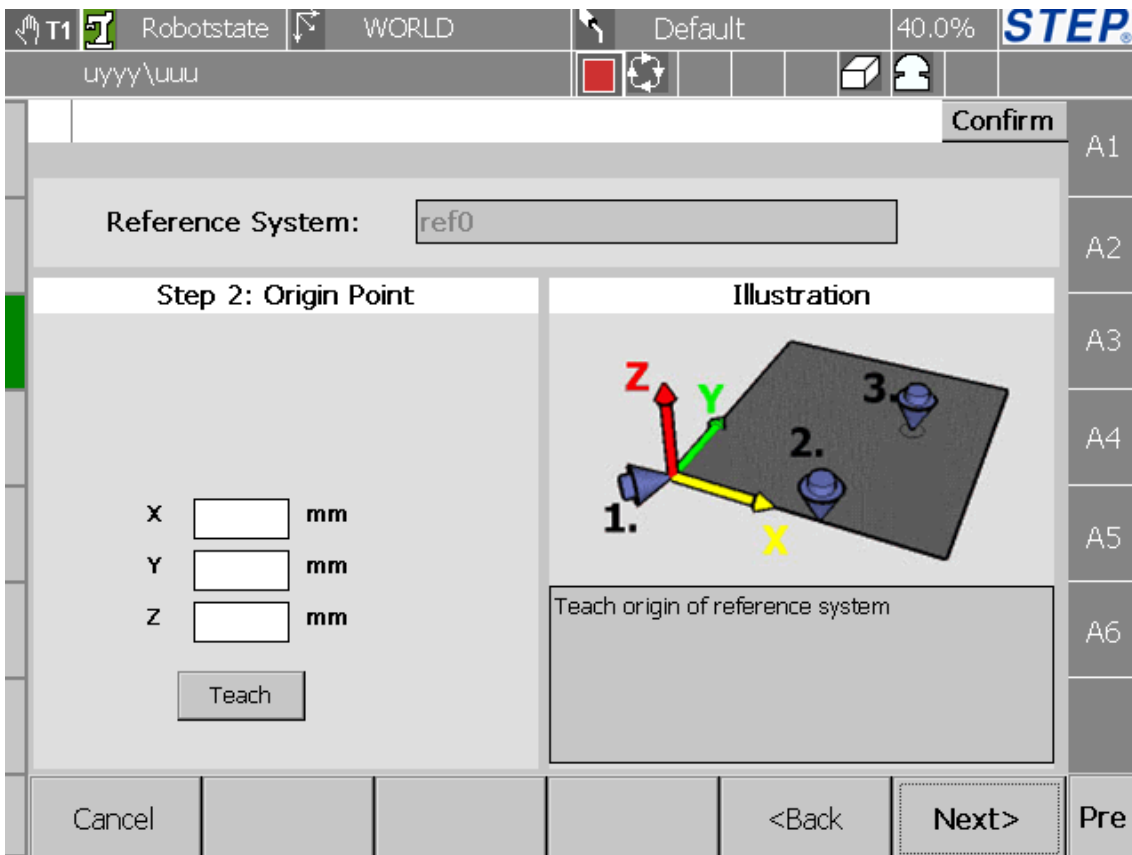 T1 Robotstate WORLD Default 40.0% STEP®
uyyy\uuu
Confirm
A1
Reference System: ref0
A2
Step 2: Origin Point
Illustration
A3
Z
Y
3.
2.
A4
1.
X
X mm
Y mm
Z mm
A5
Teach origin of reference system
A6
Teach
Cancel
<Back
Next>
Pre